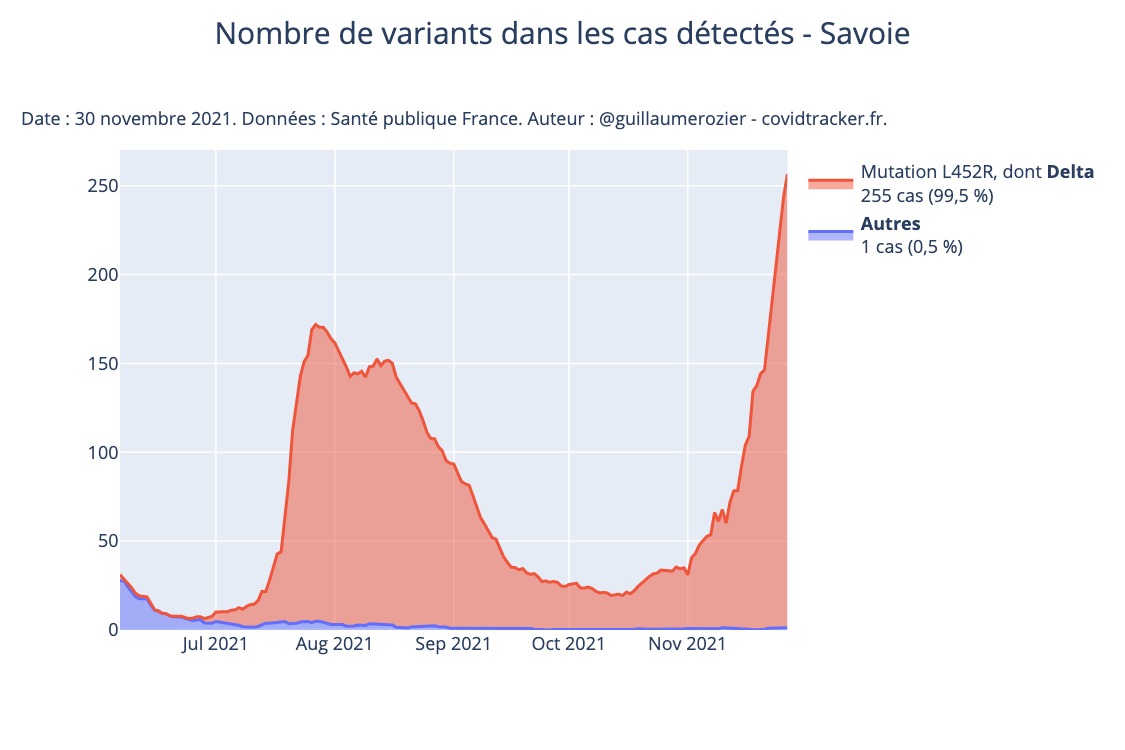 Nombre de variants dans les cas détectés - Savoie
Date : 30 novembre 2021. Données : Santé publique France. Auteur : @guillaumerozier - covidtracker.fr.
Mutation L452R, dont Delta
255 cas (99,5 %)
Autres
1 cas (0,5 %)
250
200
150
100
50
0
Jul 2021
Aug 2021
Sep 2021
Oct 2021
Nov 2021